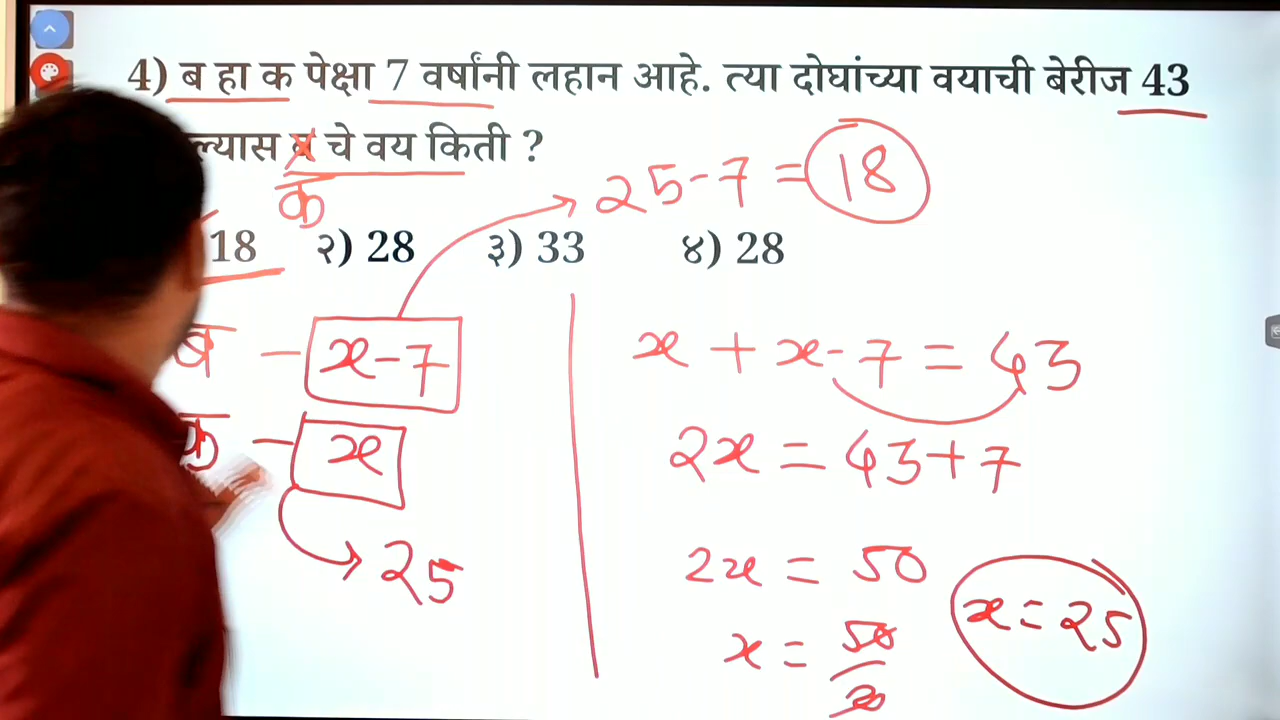 4) ब हा क पेक्षा 7 वर्षांनी लहान आहे. त्या दोघांच्या वयाची बेरीज 43
ल्यास ब चे वय किती ?
क
25-7 = 18
18 २) 28 ३) 33 ४) 28
ब - x-7
क - x
25
x + x-7 = 43
2x = 43+7
2x = 50
x = 50/2
x = 25